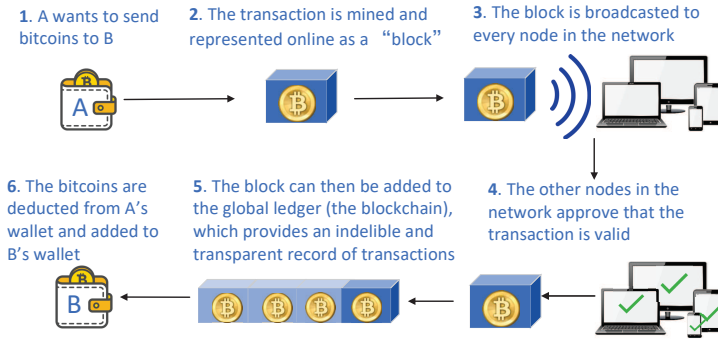 1. A wants to send
bitcoins to B
2. The transaction is mined and
represented online as a “block”
3. The block is broadcasted to
every node in the network
A
4. The other nodes in the
network approve that the
transaction is valid
5. The block can then be added to
the global ledger (the blockchain),
which provides an indelible and
transparent record of transactions
6. The bitcoins are
deducted from A’s
wallet and added to
B’s wallet
B